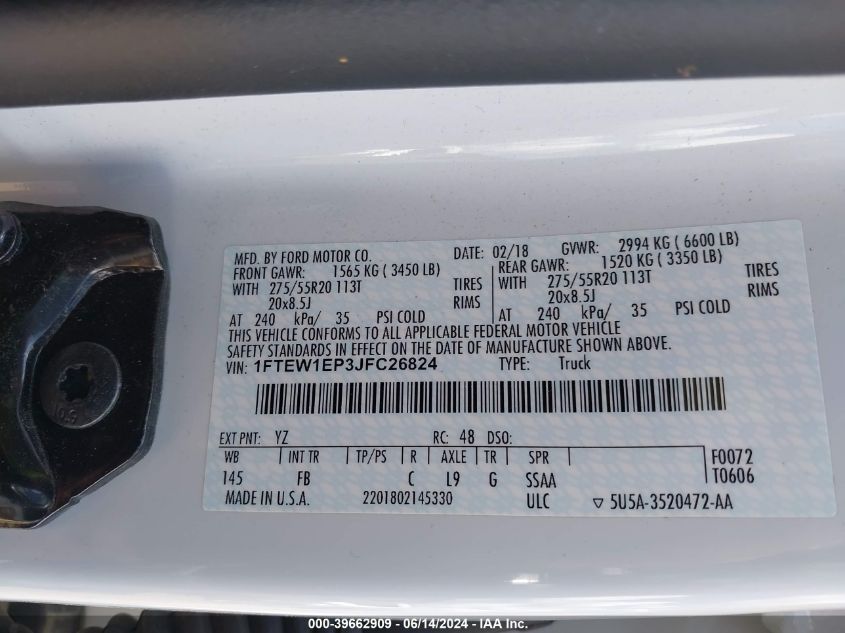 MFD. BY FORD MOTOR CO. DATE: 02/18 GVWR: 2994 KG ( 6600 LB)
FRONT GAWR: 1565 KG ( 3450 LB) REAR GAWR: 1520 KG ( 3350 LB)
WITH 275/55R20 113T TIRES WITH 275/55R20 113T TIRES
20x8.5J RIMS 20x8.5J RIMS
AT 240 kPa/ 35 PSI COLD AT 240 kPa/ 35 PSI COLD
THIS VEHICLE CONFORMS TO ALL APPLICABLE FEDERAL MOTOR VEHICLE
SAFETY STANDARDS IN EFFECT ON THE DATE OF MANUFACTURE SHOWN ABOVE.
VIN: 1FTEW1EP3JFC26824 TYPE: Truck
EXT PNT: YZ RC: 48 DSO:
WB INT TR TP/PS R AXLE TR SPR F0072
145 FB C L9 G SSAA T0606
MADE IN U.S.A. 2201802145330 ULC ▽ 5U5A-3520472-AA
10.9
000-39662909 - 06/14/2024 - IAA Inc.